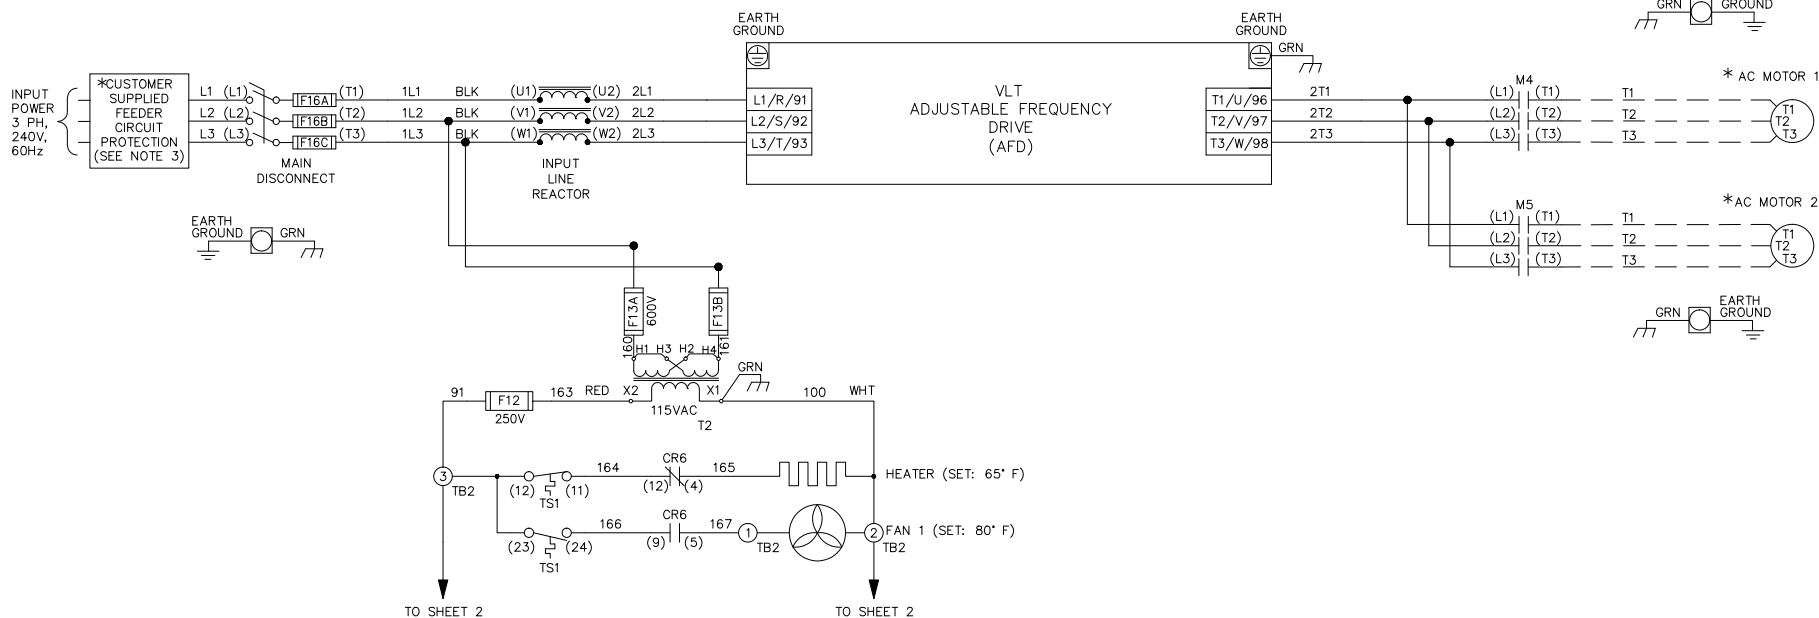 GRN
GROUND
EARTH
GROUND
EARTH
GROUND
GRN
INPUT
POWER
3 PH,
240V,
60Hz
*CUSTOMER
SUPPLIED
FEEDER
CIRCUIT
PROTECTION
(SEE NOTE 3)
L1 (L1)
L2 (L2)
L3 (L3)
F16A
F16B
F16C
(T1)
(T2)
(T3)
MAIN
DISCONNECT
1L1 BLK
1L2 BLK
1L3 BLK
(U1) (U2) 2L1
(V1) (V2) 2L2
(W1) (W2) 2L3
INPUT
LINE
REACTOR
L1/R/91
L2/S/92
L3/T/93
VLT
ADJUSTABLE FREQUENCY
DRIVE
(AFD)
T1/U/96
T2/V/97
T3/W/98
2T1
2T2
2T3
M4
(L1) (T1) T1
(L2) (T2) T2
(L3) (T3) T3
* AC MOTOR 1
T1
T2
T3
M5
(L1) (T1) T1
(L2) (T2) T2
(L3) (T3) T3
*AC MOTOR 2
T1
T2
T3
EARTH
GROUND
GRN
GRN
EARTH
GROUND
F13A
600V
F13B
160
161
H1 H3 H2 H4
GRN
91
F12
250V
163 RED X2
115VAC
X1
T2
100 WHT
3
TB2
(12) (11)
TS1
164
CR6
(12) (4)
165
HEATER (SET: 65° F)
(23) (24)
TS1
166
CR6
(9) (5)
167
1
TB2
2
TB2
FAN 1 (SET: 80° F)
TO SHEET 2
TO SHEET 2